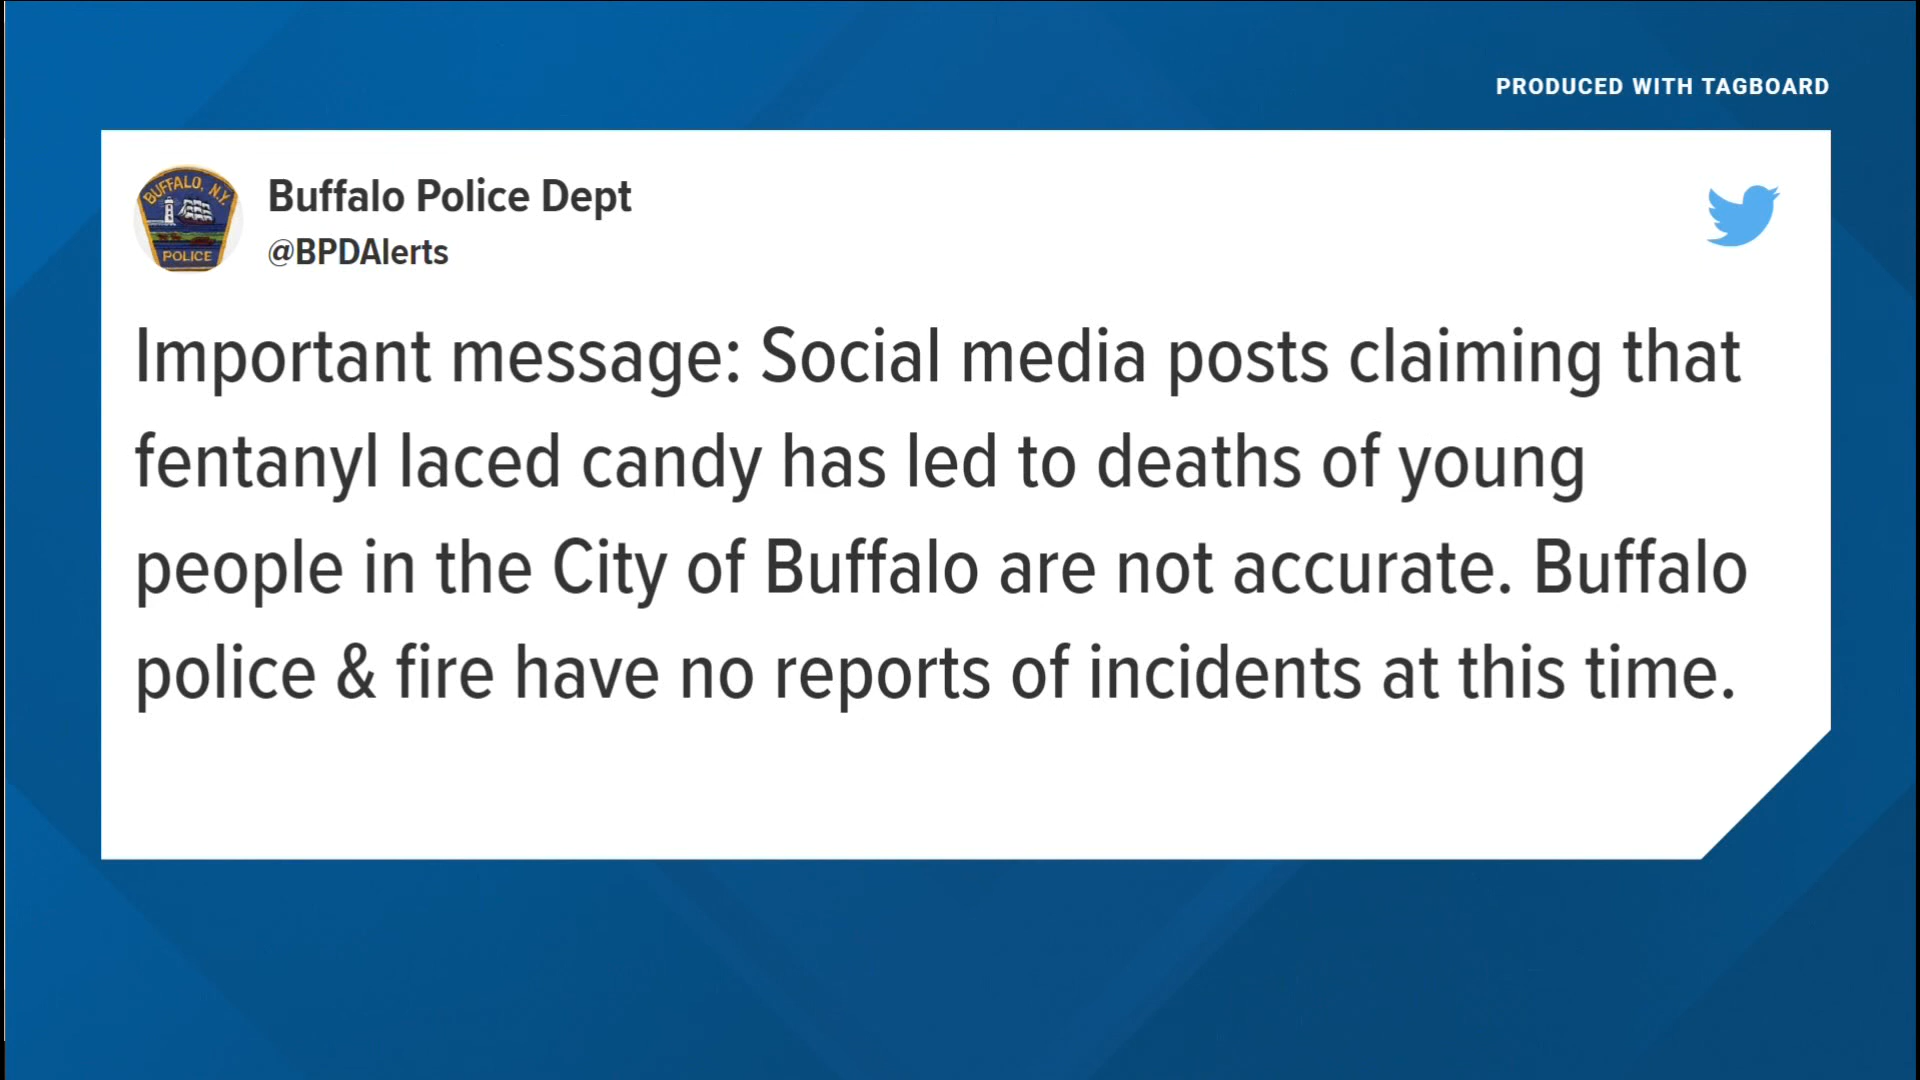 PRODUCED WITH TAGBOARD
BUFFALO, N.Y.
POLICE
Buffalo Police Dept
@BPDAlerts
Important message: Social media posts claiming that
fentanyl laced candy has led to deaths of young
people in the City of Buffalo are not accurate. Buffalo
police & fire have no reports of incidents at this time.